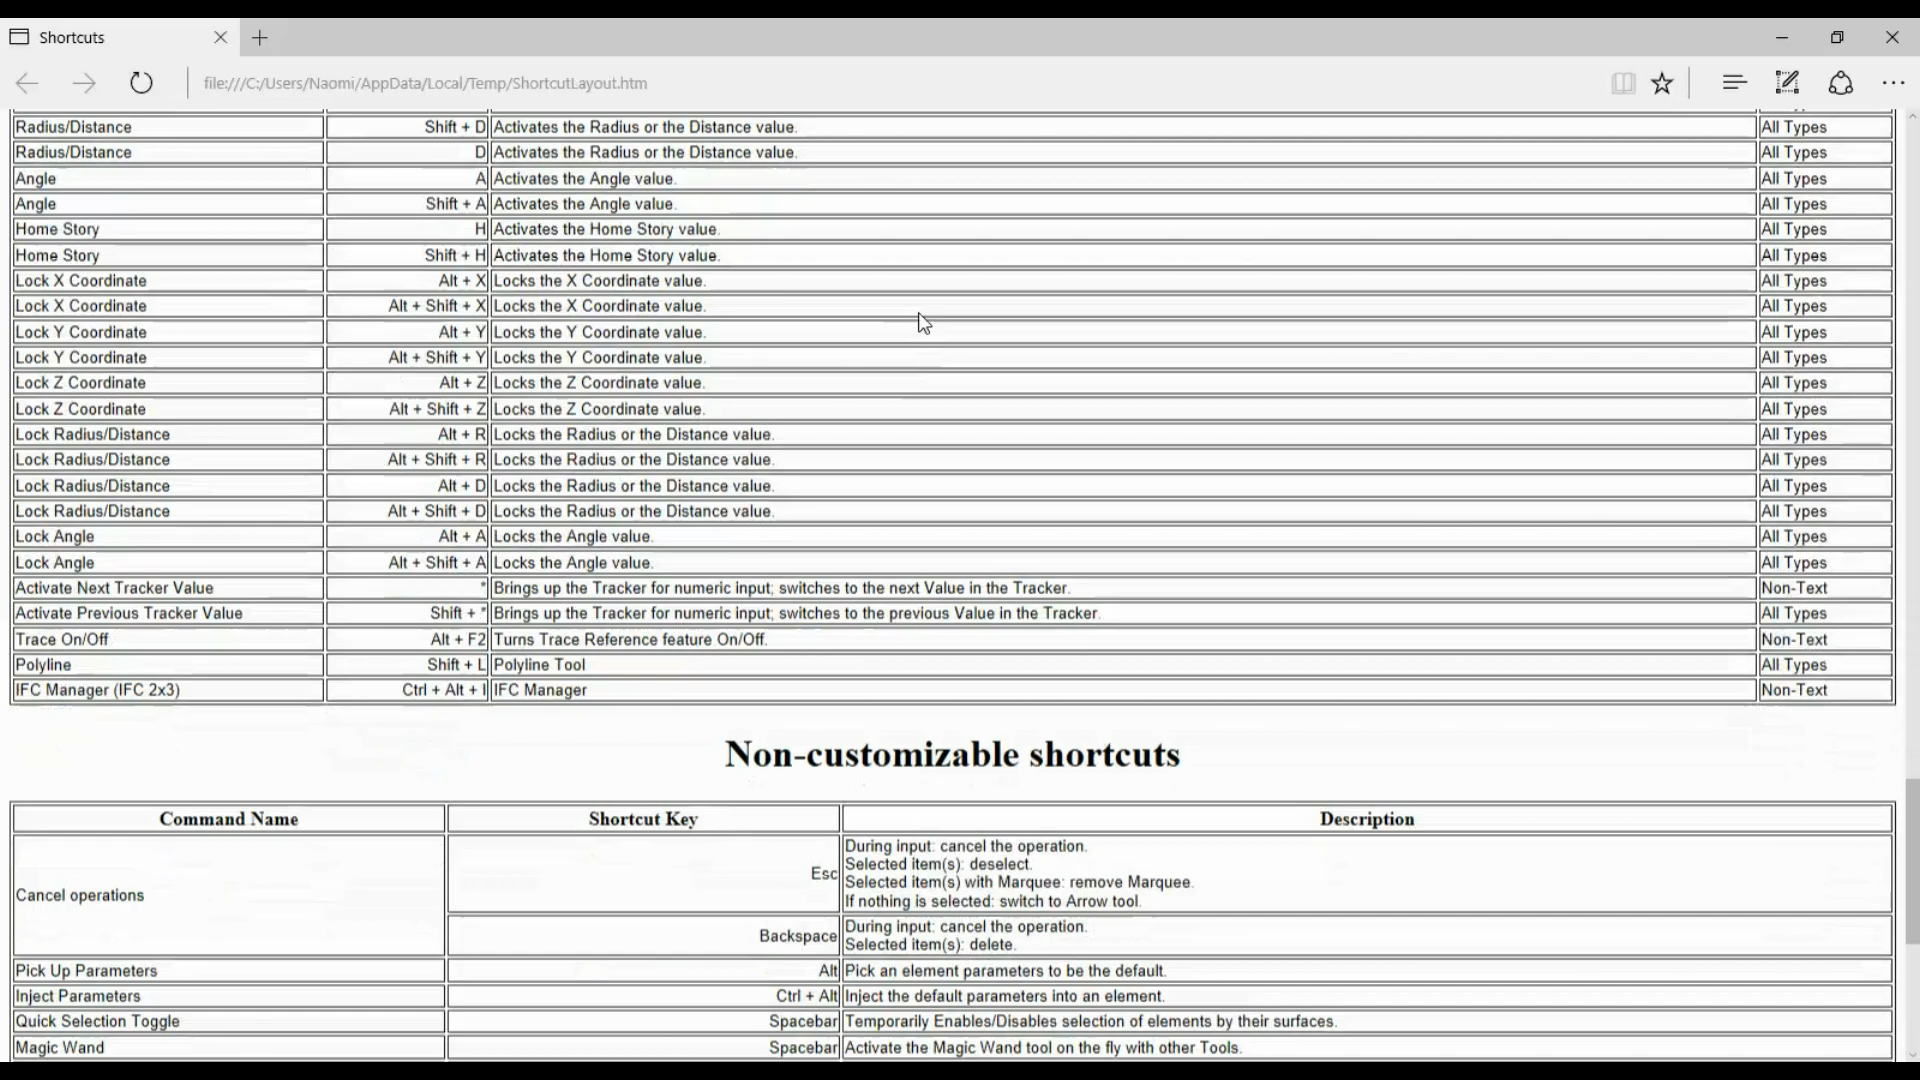 Shortcuts
file:///C:/Users/Naomi/AppData/Local/Temp/ShortcutLayout.htm
Radius/Distance Shift + D Activates the Radius or the Distance value. All Types
Radius/Distance D Activates the Radius or the Distance value. All Types
Angle A Activates the Angle value. All Types
Angle Shift + A Activates the Angle value. All Types
Home Story H Activates the Home Story value. All Types
Home Story Shift + H Activates the Home Story value. All Types
Lock X Coordinate Alt + X Locks the X Coordinate value. All Types
Lock X Coordinate Alt + Shift + X Locks the X Coordinate value. All Types
Lock Y Coordinate Alt + Y Locks the Y Coordinate value. All Types
Lock Y Coordinate Alt + Shift + Y Locks the Y Coordinate value. All Types
Lock Z Coordinate Alt + Z Locks the Z Coordinate value. All Types
Lock Z Coordinate Alt + Shift + Z Locks the Z Coordinate value. All Types
Lock Radius/Distance Alt + R Locks the Radius or the Distance value. All Types
Lock Radius/Distance Alt + Shift + R Locks the Radius or the Distance value. All Types
Lock Radius/Distance Alt + D Locks the Radius or the Distance value. All Types
Lock Radius/Distance Alt + Shift + D Locks the Radius or the Distance value. All Types
Lock Angle Alt + A Locks the Angle value. All Types
Lock Angle Alt + Shift + A Locks the Angle value. All Types
Activate Next Tracker Value * Brings up the Tracker for numeric input; switches to the next Value in the Tracker. Non-Text
Activate Previous Tracker Value Shift + * Brings up the Tracker for numeric input; switches to the previous Value in the Tracker. All Types
Trace On/Off Alt + F2 Turns Trace Reference feature On/Off. Non-Text
Polyline Shift + L Polyline Tool All Types
IFC Manager (IFC 2x3) Ctrl + Alt + I IFC Manager Non-Text
Non-customizable shortcuts
Command Name Shortcut Key Description
Cancel operations
Esc
During input: cancel the operation.
Selected item(s): deselect.
Selected item(s) with Marquee: remove Marquee.
If nothing is selected: switch to Arrow tool.
Backspace
During input: cancel the operation.
Selected item(s): delete.
Pick Up Parameters Alt Pick an element parameters to be the default.
Inject Parameters Ctrl + Alt Inject the default parameters into an element.
Quick Selection Toggle Spacebar Temporarily Enables/Disables selection of elements by their surfaces.
Magic Wand Spacebar Activate the Magic Wand tool on the fly with other Tools.